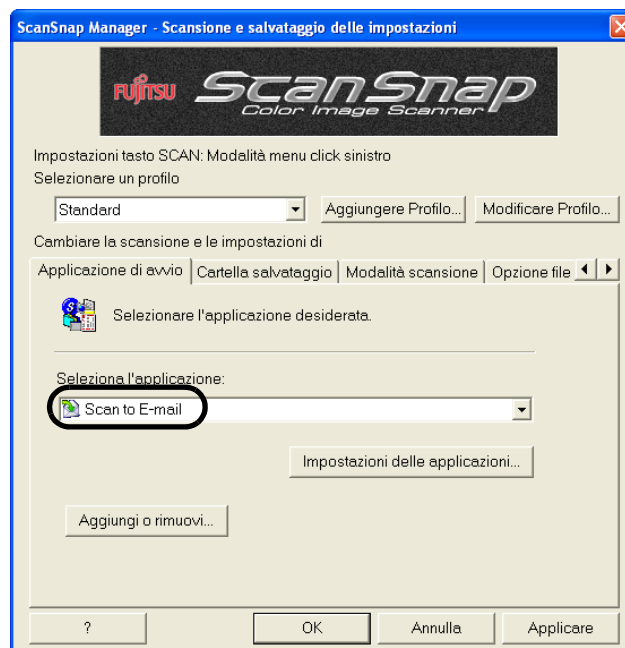 ScanSnap Manager - Scansione e salvataggio delle impostazioni
FUJITSU ScanSnap
Color Image Scanner
Impostazioni tasto SCAN: Modalità menu click sinistro
Selezionare un profilo
Standard Aggiungere Profilo... Modificare Profilo...
Cambiare la scansione e le impostazioni di
Applicazione di avvio Cartella salvataggio Modalità scansione Opzione file
Selezionare l'applicazione desiderata.
Seleziona l'applicazione:
Scan to E-mail
Impostazioni delle applicazioni...
Aggiungi o rimuovi...
? OK Annulla Applicare